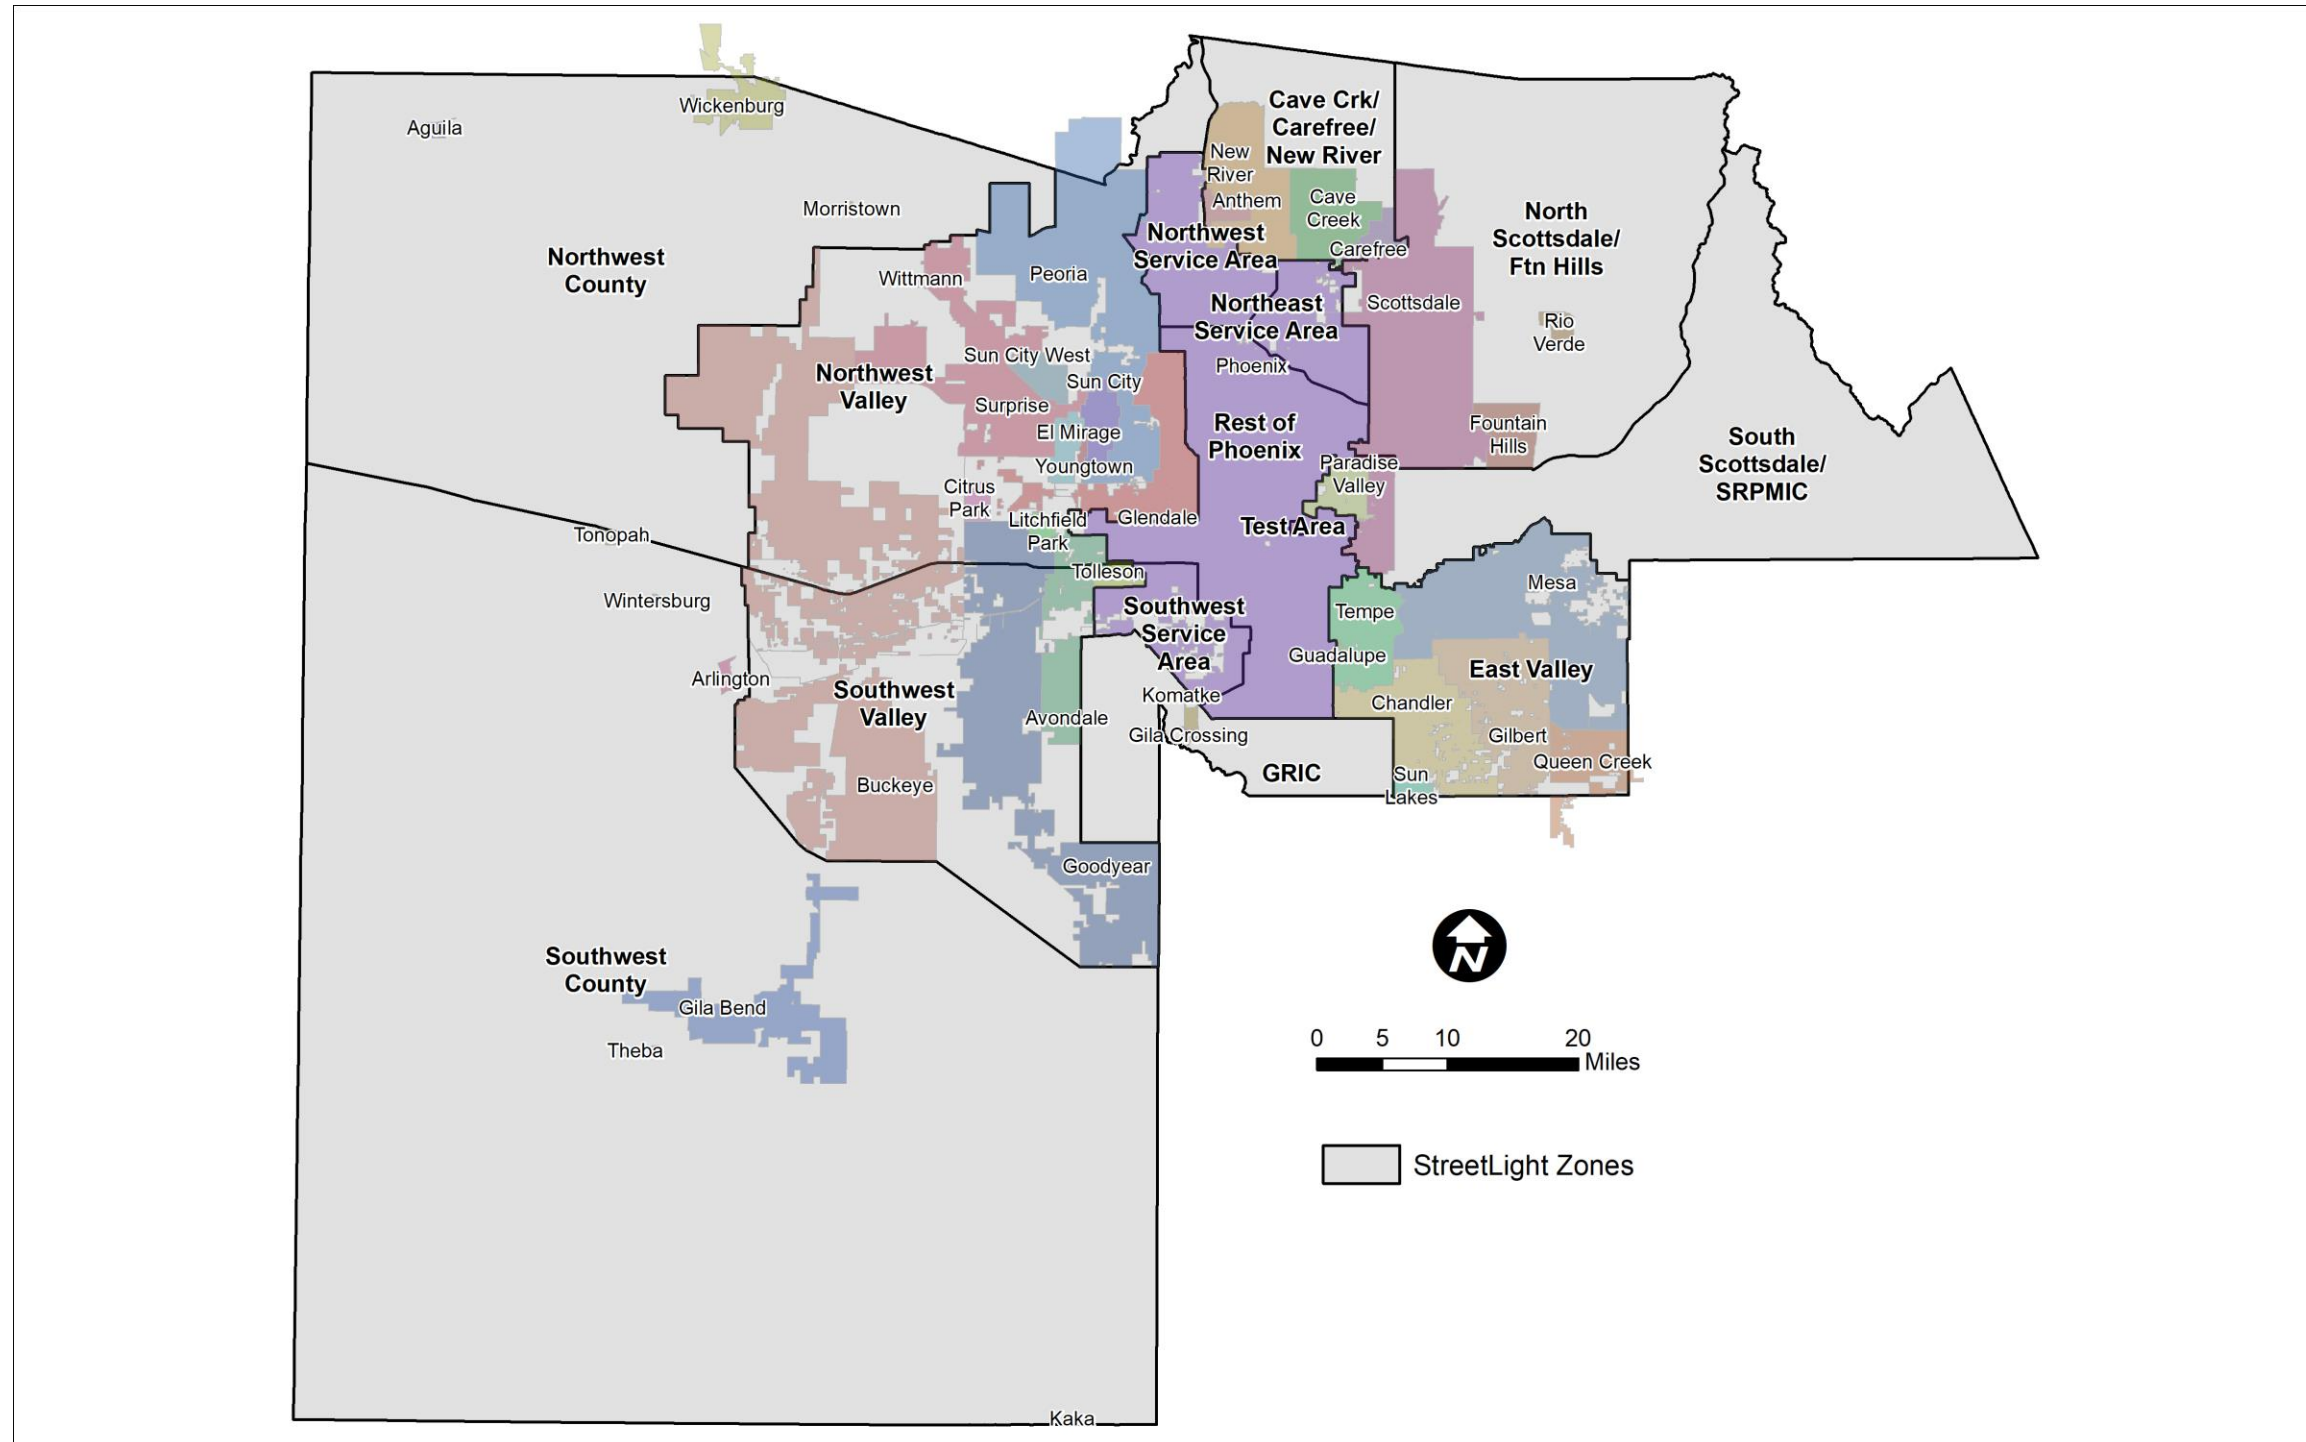 Wickenburg
Aguila
Cave Crk/
Carefree/
New River
New
River
Anthem
Cave
Creek
Carefree
Morristown
North
Scottsdale/
Ftn Hills
Northwest
County
Northwest
Service Area
Wittmann
Peoria
Northeast
Service Area
Scottsdale
Rio
Verde
Sun City West
Phoenix
Northwest
Valley
Sun City
Surprise
El Mirage
Rest of
Phoenix
Fountain
Hills
South
Scottsdale/
SRPMIC
Youngtown
Paradise
Valley
Citrus
Park
Litchfield
Park
Glendale
Test Area
Tonopah
Tolleson
Mesa
Wintersburg
Southwest
Service
Area
Tempe
Guadalupe
East Valley
Arlington
Southwest
Valley
Komatke
Chandler
Avondale
Gila Crossing
Gilbert
Queen Creek
GRIC
Sun
Lakes
Buckeye
Goodyear
Southwest
County
Gila Bend
Theba
N
0 5 10 20
Miles
StreetLight Zones
Kaka